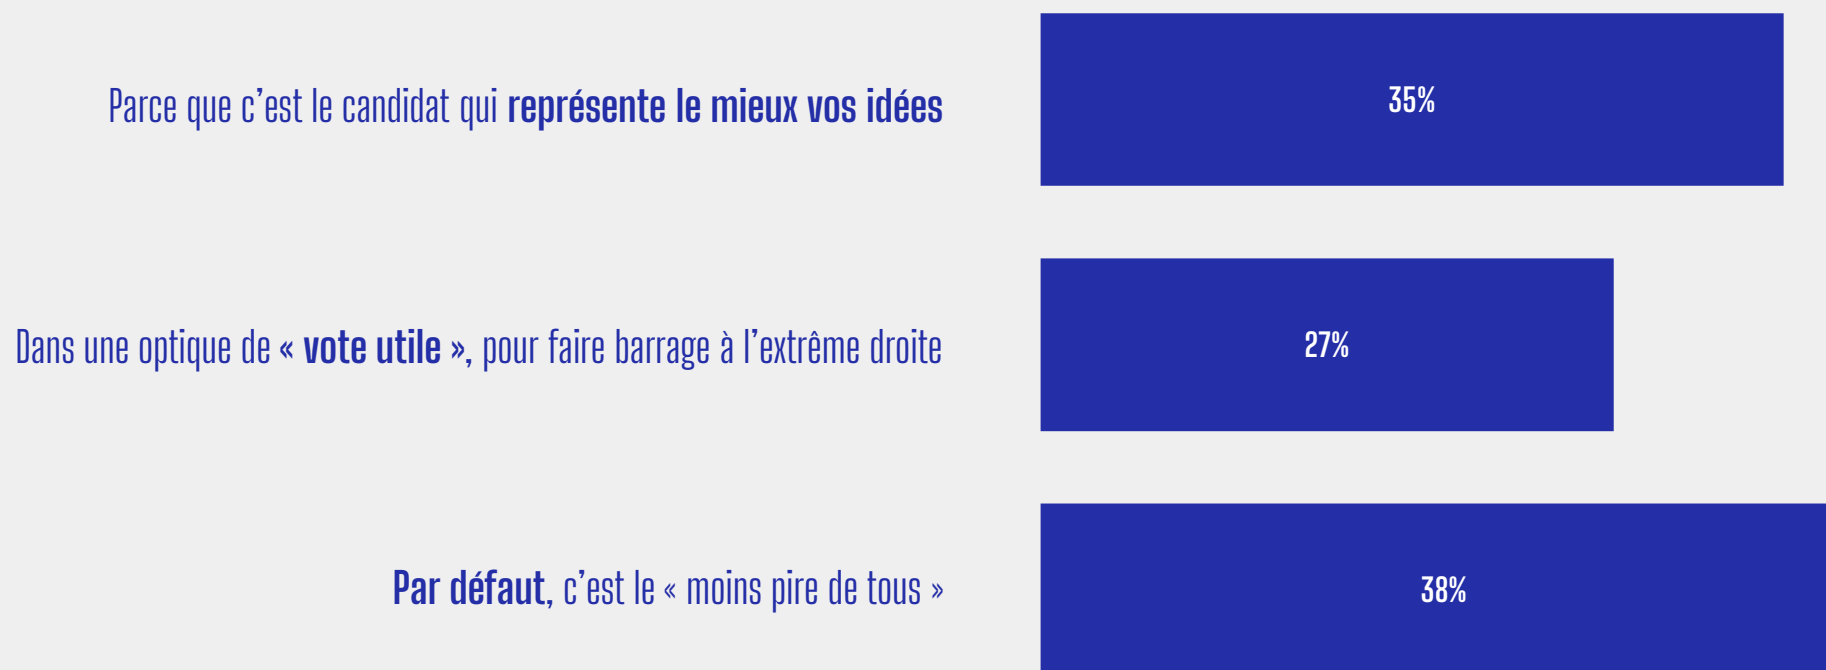 Parce que c’est le candidat qui représente le mieux vos idées
35%
Dans une optique de « vote utile », pour faire barrage à l’extrême droite
27%
Par défaut, c’est le « moins pire de tous »
38%